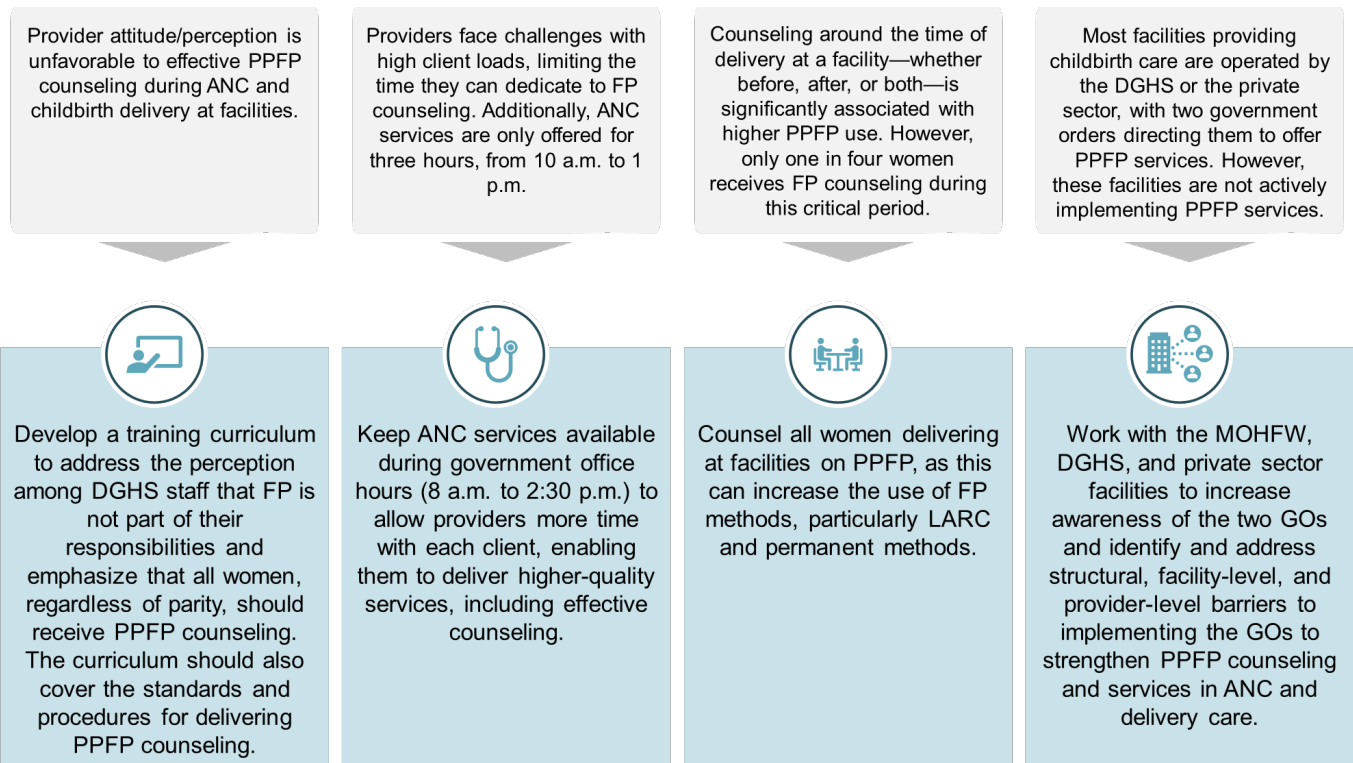 Provider attitude/perception is
unfavorable to effective PPFP
counseling during ANC and
childbirth delivery at facilities.
Providers face challenges with
high client loads, limiting the
time they can dedicate to FP
counseling. Additionally, ANC
services are only offered for
three hours, from 10 a.m. to 1
p.m.
Counseling around the time of
delivery at a facility—whether
before, after, or both—is
significantly associated with
higher PPFP use. However,
only one in four women
receives FP counseling during
this critical period.
Most facilities providing
childbirth care are operated by
the DGHS or the private
sector, with two government
orders directing them to offer
PPFP services. However,
these facilities are not actively
implementing PPFP services.
Develop a training curriculum
to address the perception
among DGHS staff that FP is
not part of their
responsibilities and
emphasize that all women,
regardless of parity, should
receive PPFP counseling.
The curriculum should also
cover the standards and
procedures for delivering
PPFP counseling.
Keep ANC services available
during government office
hours (8 a.m. to 2:30 p.m.) to
allow providers more time
with each client, enabling
them to deliver higher-quality
services, including effective
counseling.
Counsel all women delivering
at facilities on PPFP, as this
can increase the use of FP
methods, particularly LARC
and permanent methods.
Work with the MOHFW,
DGHS, and private sector
facilities to increase
awareness of the two GOs
and identify and address
structural, facility-level, and
provider-level barriers to
implementing the GOs to
strengthen PPFP counseling
and services in ANC and
delivery care.